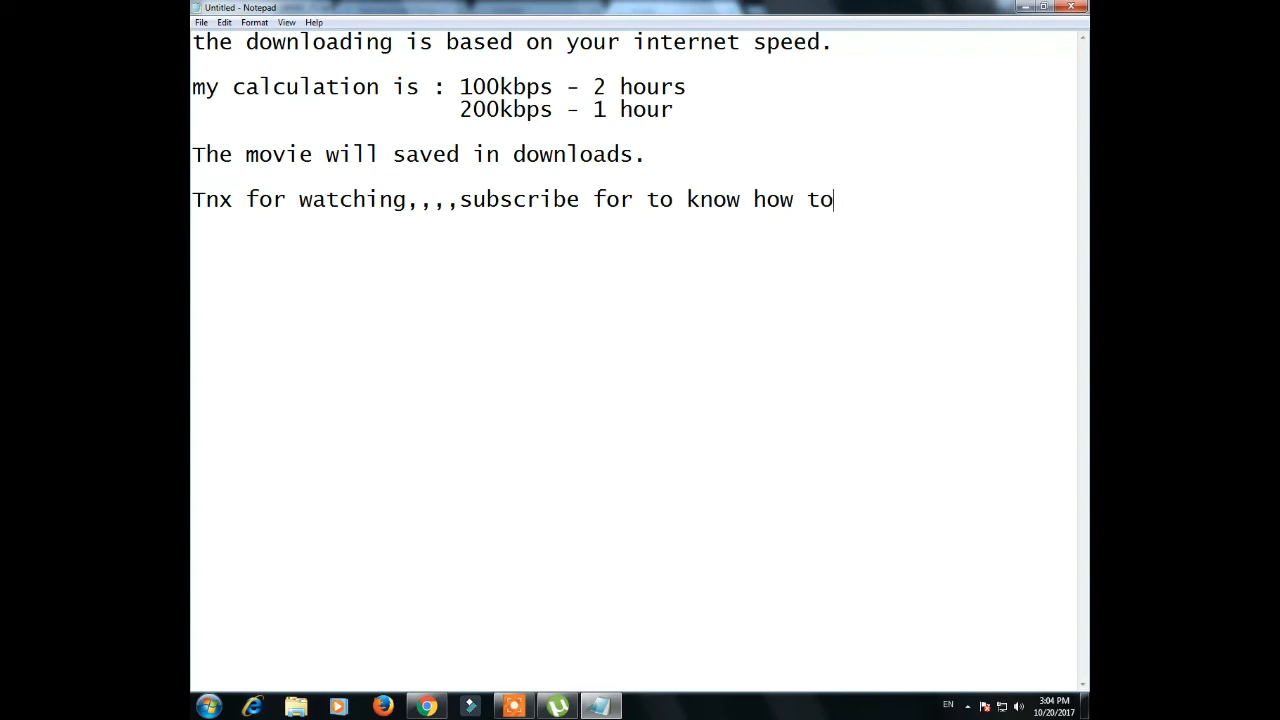 Untitled - Notepad
File Edit Format View Help
the downloading is based on your internet speed.
my calculation is : 100kbps - 2 hours
200kbps - 1 hour
The movie will saved in downloads.
Tnx for watching,,,,subscribe for to know how to
EN
3:04 PM
10/20/2017